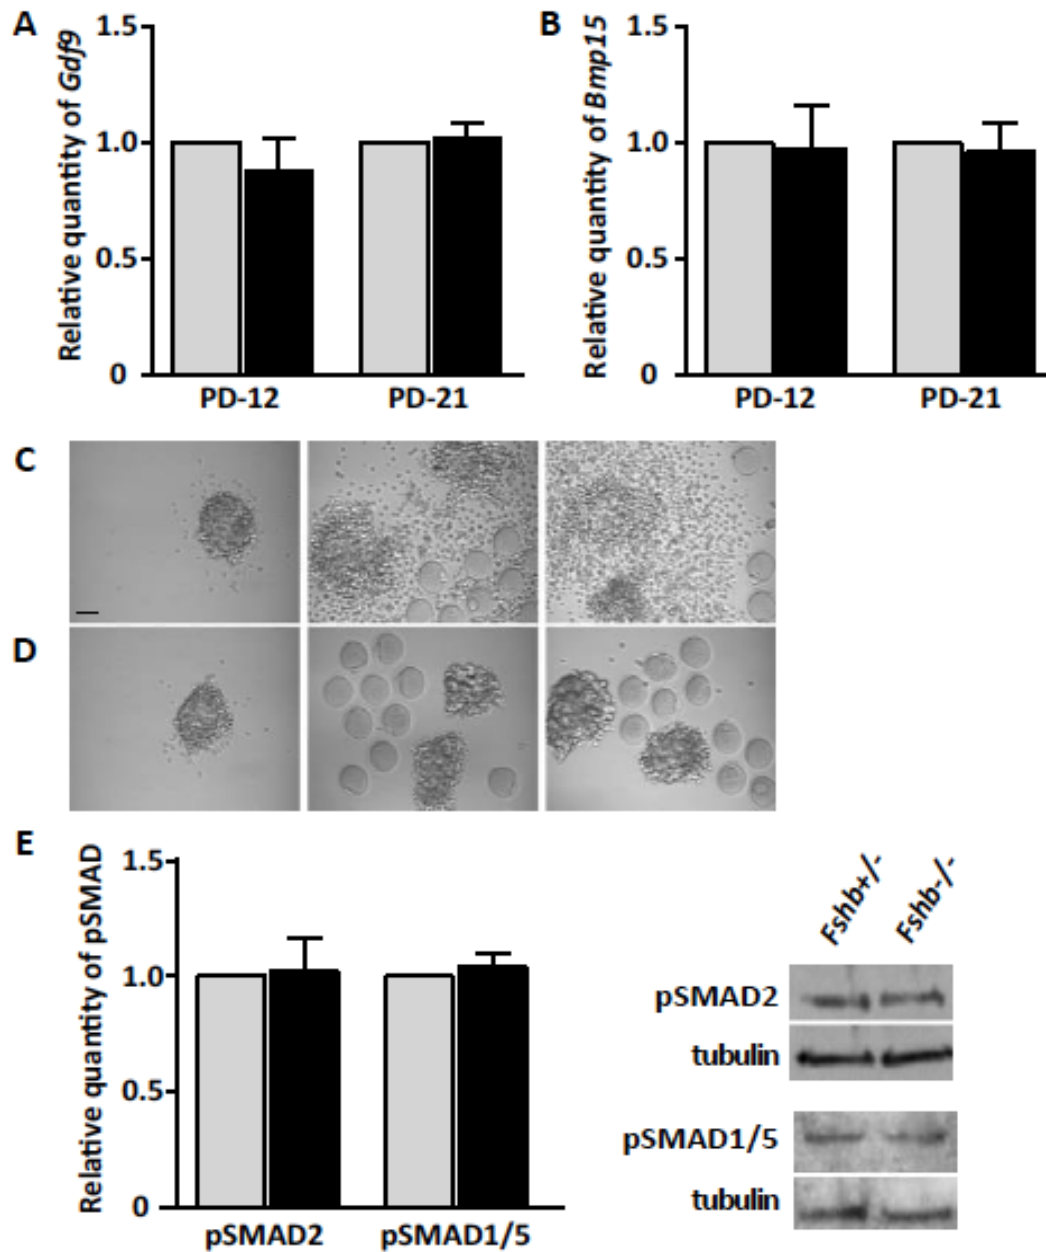 A
Relative quantity of Gdf9
1.5
1.0
0.5
0
PD-12 PD-21
B
Relative quantity of Bmp15
1.5
1.0
0.5
0
PD-12 PD-21
C
D
E
Relative quantity of pSMAD
1.5
1.0
0.5
0
pSMAD2 pSMAD1/5
Fshb+/- Fshb-/-
pSMAD2
tubulin
pSMAD1/5
tubulin